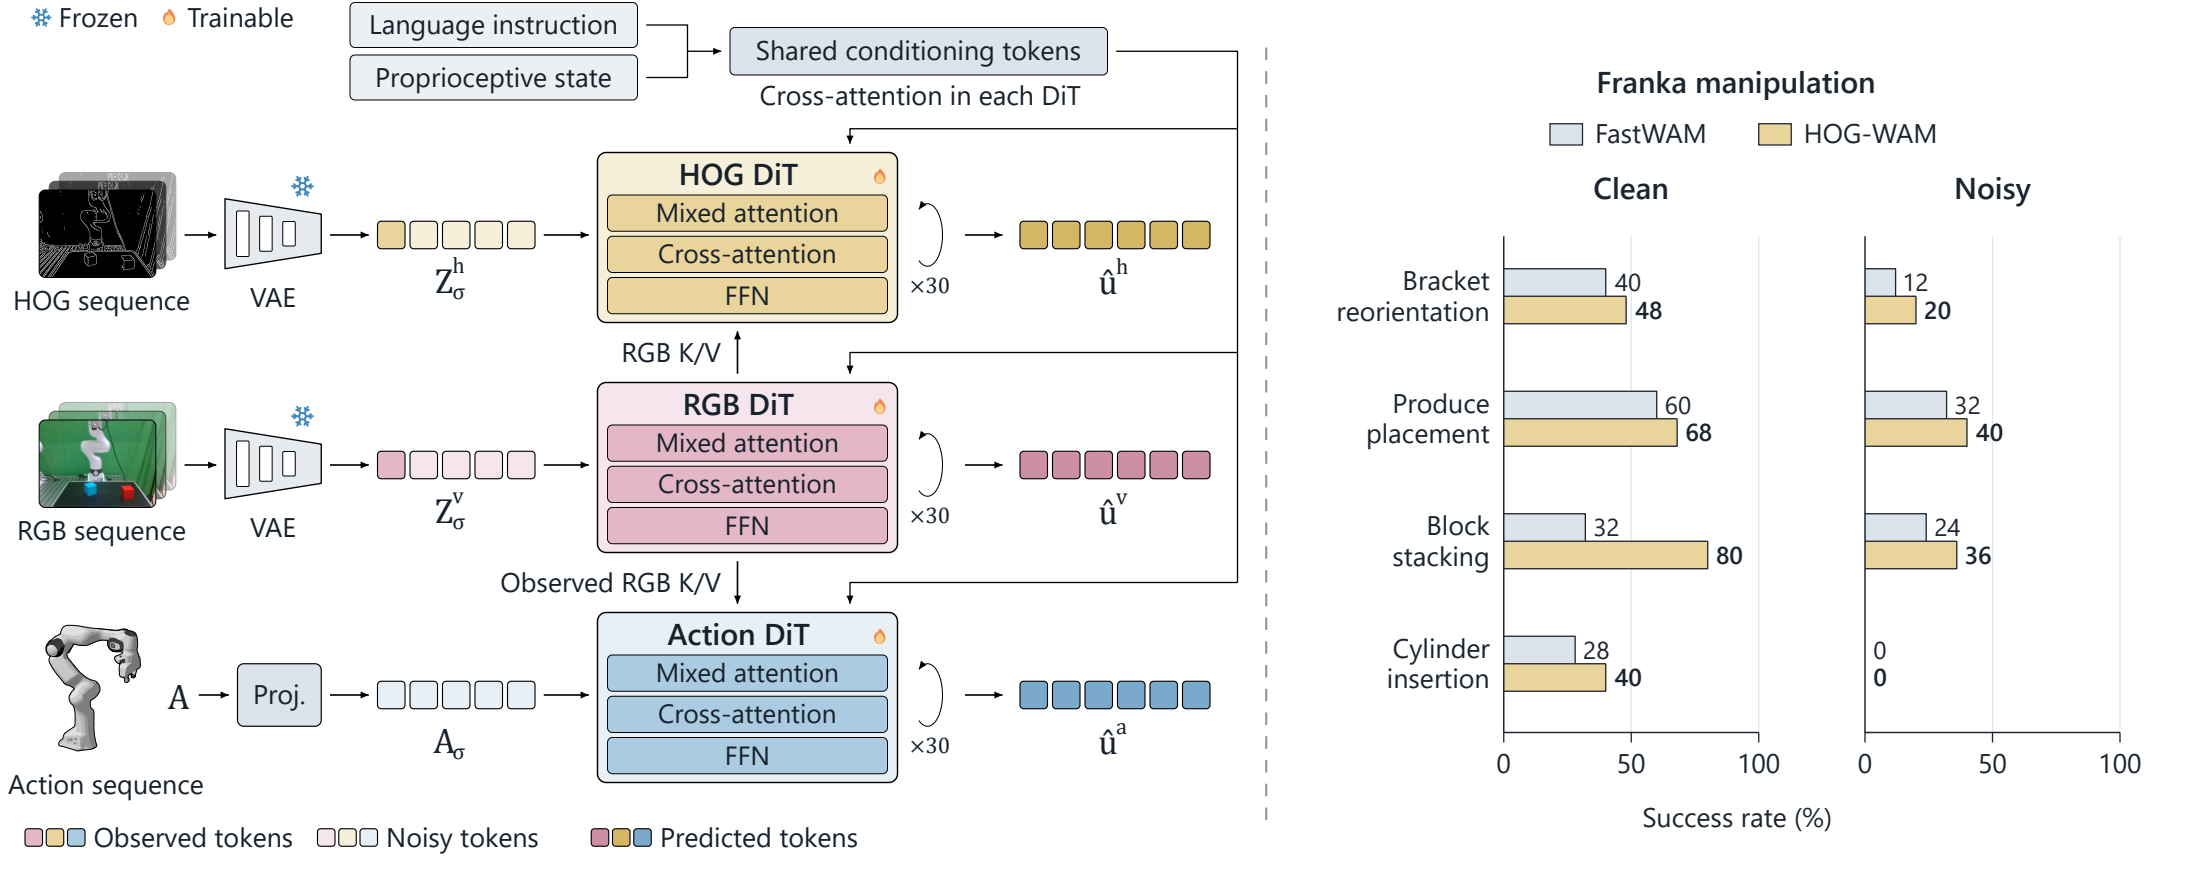 Frozen
Trainable
Language instruction
Proprioceptive state
Shared conditioning tokens
Cross-attention in each DiT
HOG sequence
VAE
Z_σ^h
HOG DiT
Mixed attention
Cross-attention
FFN
×30
û^h
RGB K/V
RGB sequence
VAE
Z_σ^v
RGB DiT
Mixed attention
Cross-attention
FFN
×30
û^v
Observed RGB K/V
Action sequence
A
Proj.
A_σ
Action DiT
Mixed attention
Cross-attention
FFN
×30
û^a
Observed tokens
Noisy tokens
Predicted tokens
Franka manipulation
FastWAM
HOG-WAM
Clean
Noisy
Bracket
reorientation
40
48
12
20
Produce
placement
60
68
32
40
Block
stacking
32
80
24
36
Cylinder
insertion
28
40
0
0
0 50 100
0 50 100
Success rate (%)